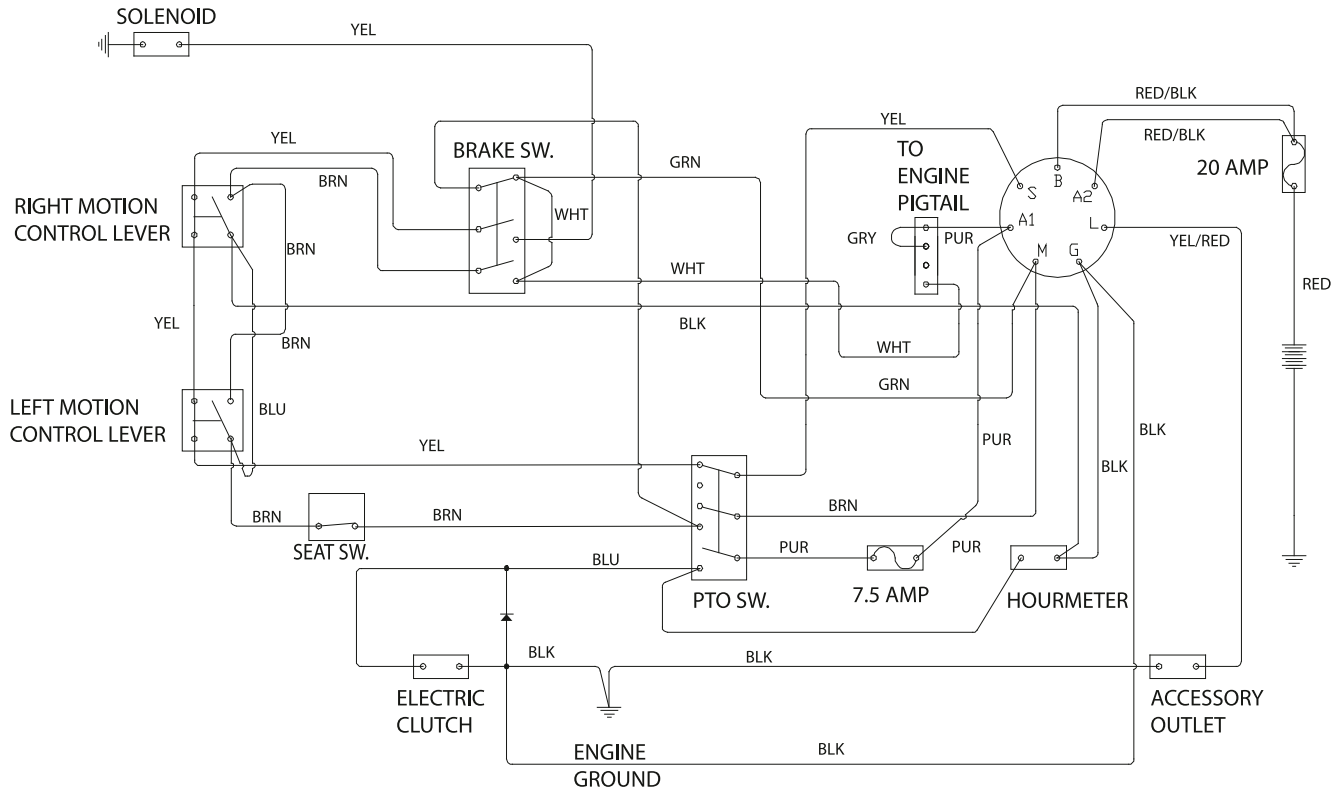 SOLENOID
YEL
RED/BLK
YEL
RED/BLK
YEL
BRAKE SW.
GRN
TO
ENGINE
PIGTAIL
20 AMP
BRN
B
S
A2
RIGHT MOTION
CONTROL LEVER
WHT
GRY
PUR
A1
L
YEL/RED
BRN
M
G
WHT
RED
YEL
BLK
BRN
WHT
GRN
LEFT MOTION
CONTROL LEVER
BLU
YEL
PUR
BLK
BLK
BRN
BRN
BRN
SEAT SW.
BLU
PUR
PUR
PTO SW.
7.5 AMP
HOURMETER
BLK
BLK
ELECTRIC
CLUTCH
ACCESSORY
OUTLET
ENGINE
GROUND
BLK